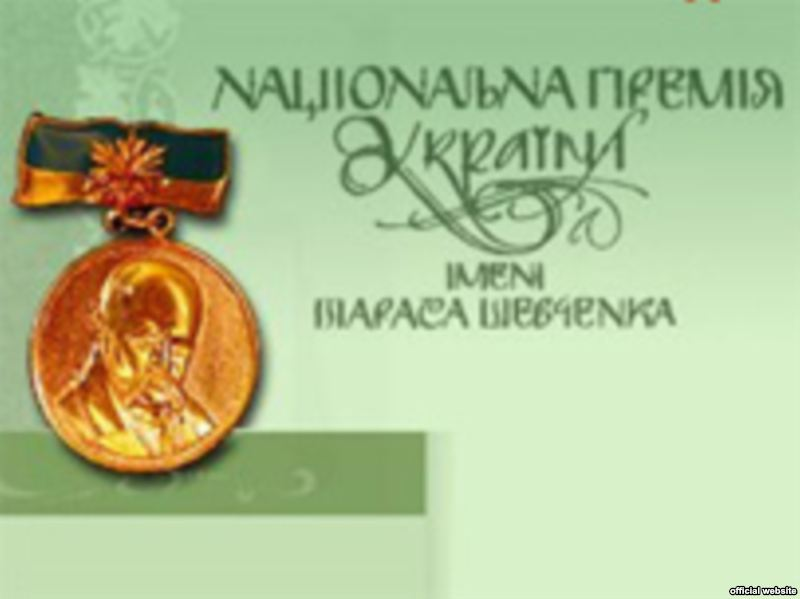 НАЦІОНАЛЬНА ПРЕМІЯ
України
ІМЕНІ
ТАРАСА ШЕВЧЕНКА
official website